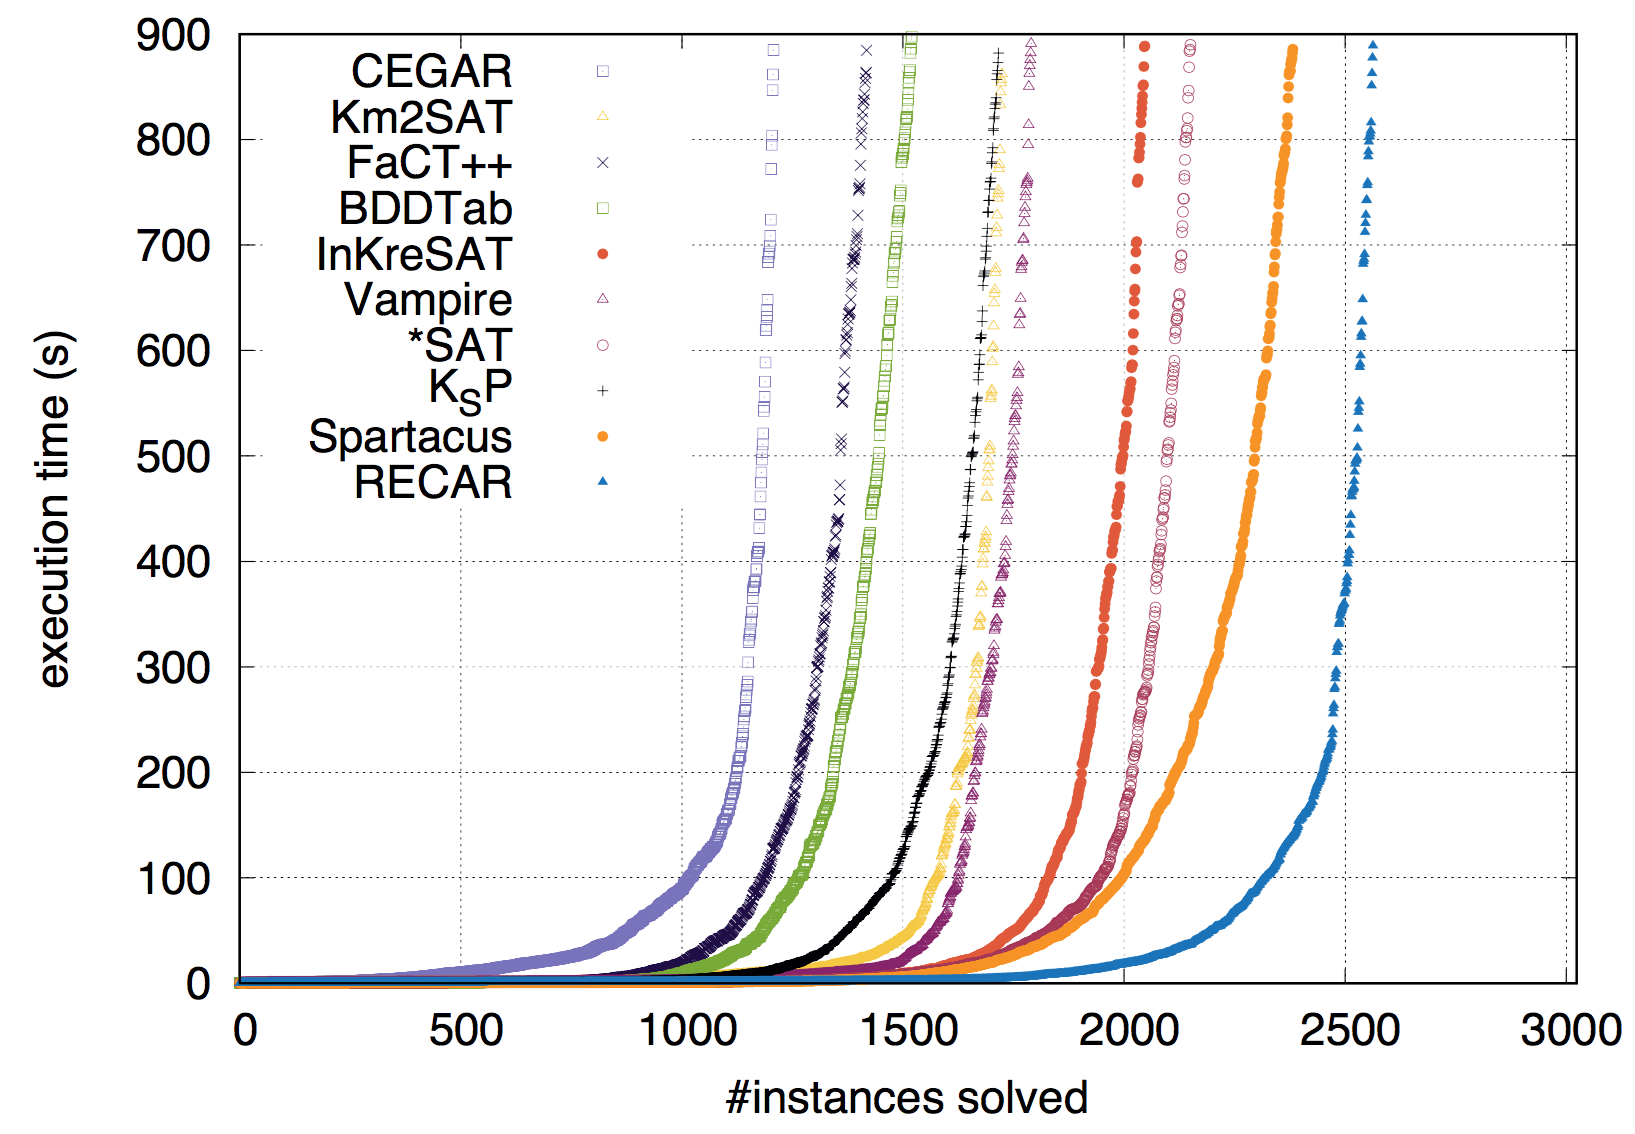 900
800
700
600
500
400
300
200
100
0
execution time (s)
CEGAR
Km2SAT
FaCT++
BDDTab
InKreSAT
Vampire
*SAT
KSP
Spartacus
RECAR
0 500 1000 1500 2000 2500 3000
#instances solved